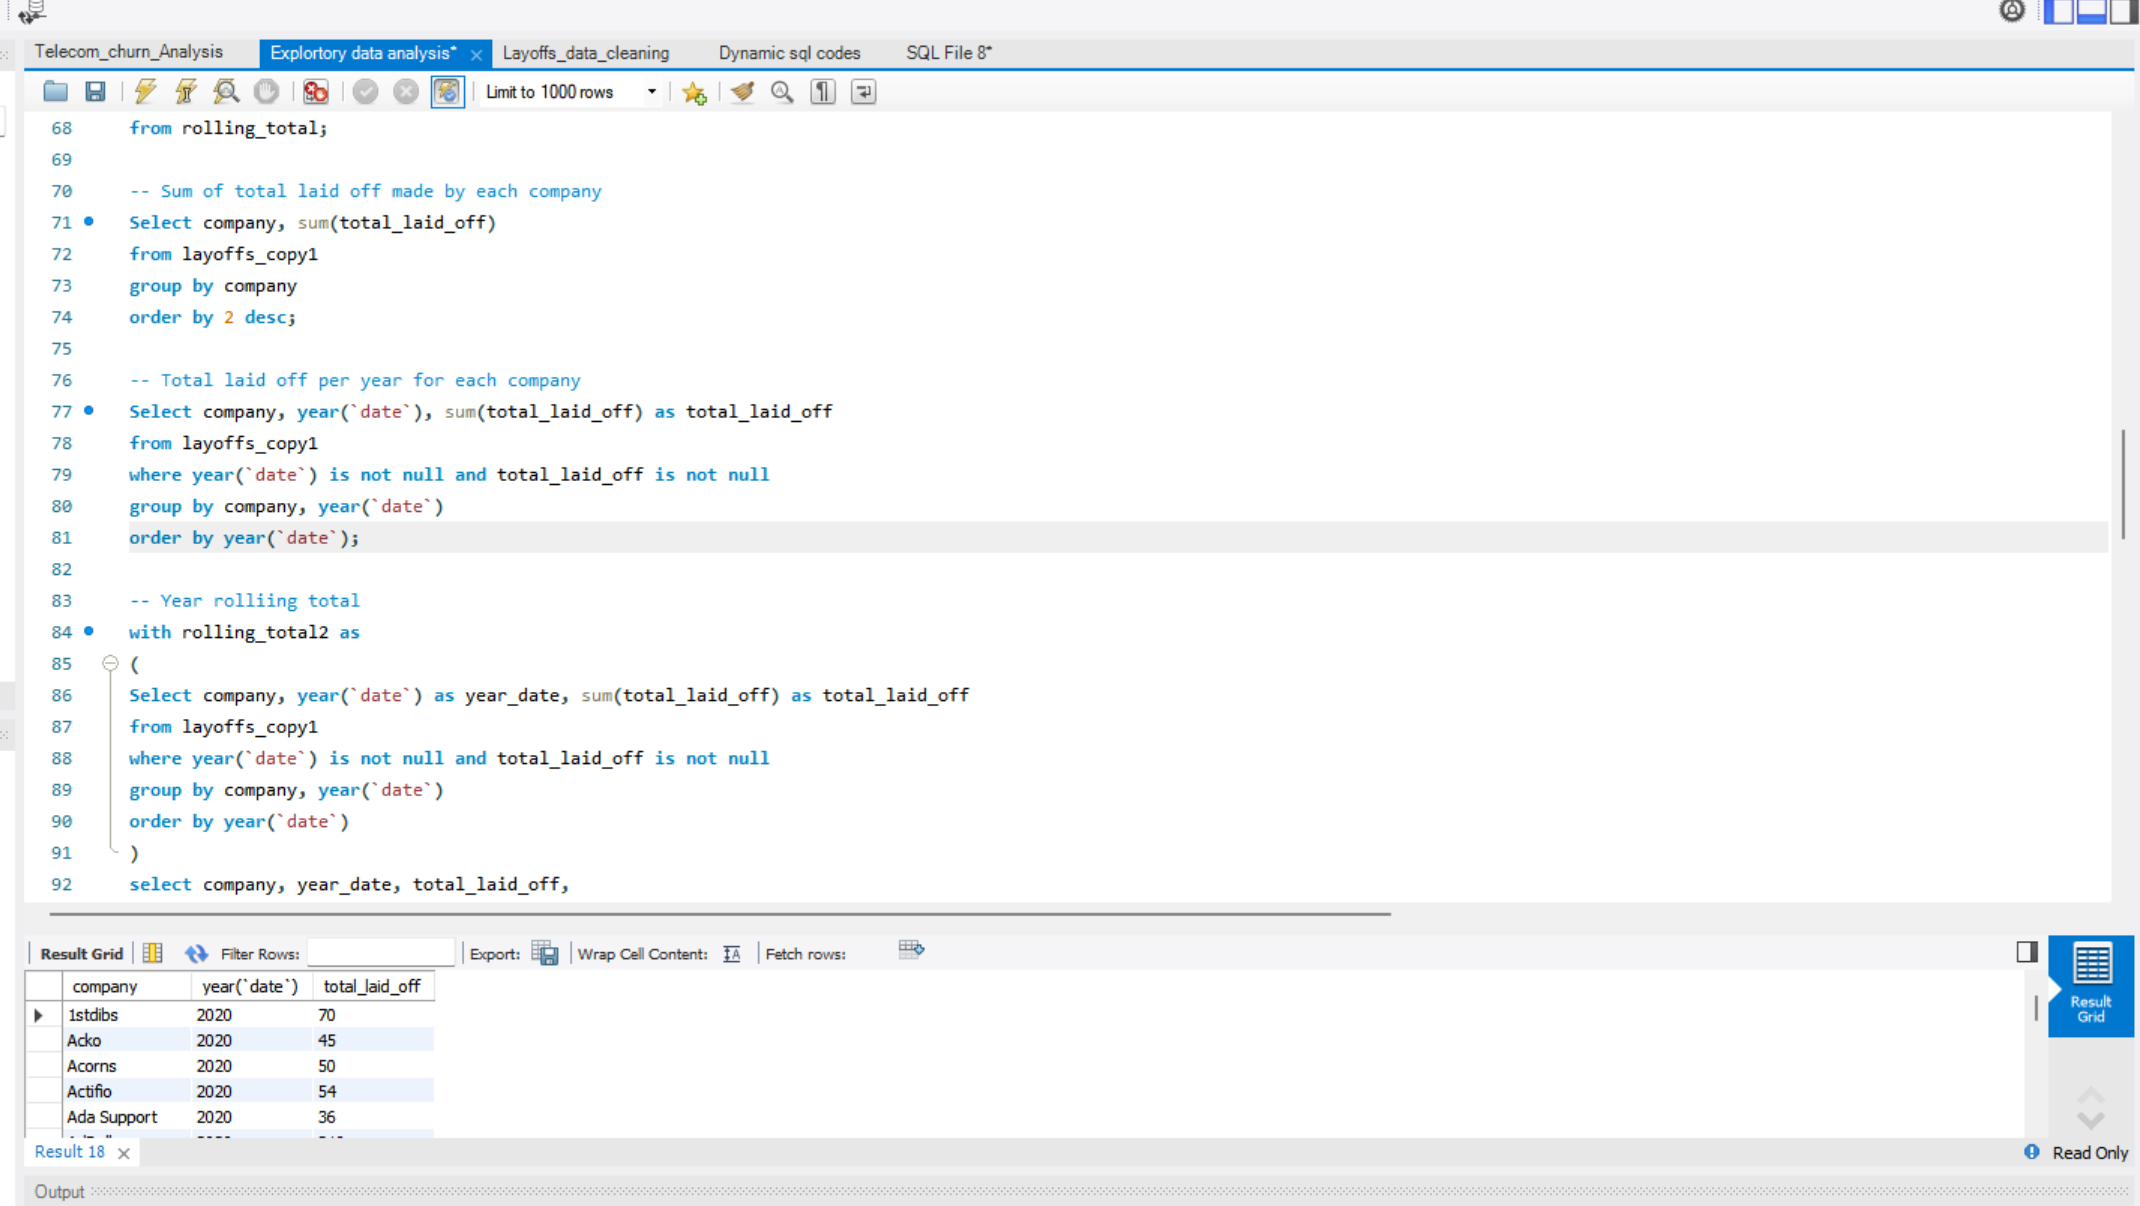 Telecom_churn_Analysis Explortory data analysis* Layoffs_data_cleaning Dynamic sql codes SQL File 8*
Limit to 1000 rows
68 from rolling_total;
69
70 -- Sum of total laid off made by each company
71 Select company, sum(total_laid_off)
72 from layoffs_copy1
73 group by company
74 order by 2 desc;
75
76 -- Total laid off per year for each company
77 Select company, year(`date`), sum(total_laid_off) as total_laid_off
78 from layoffs_copy1
79 where year(`date`) is not null and total_laid_off is not null
80 group by company, year(`date`)
81 order by year(`date`);
82
83 -- Year rolliing total
84 with rolling_total2 as
85 (
86 Select company, year(`date`) as year_date, sum(total_laid_off) as total_laid_off
87 from layoffs_copy1
88 where year(`date`) is not null and total_laid_off is not null
89 group by company, year(`date`)
90 order by year(`date`)
91 )
92 select company, year_date, total_laid_off,
Result Grid Filter Rows: Export: Wrap Cell Content: Fetch rows:
company year(`date`) total_laid_off
1stdibs 2020 70
Acko 2020 45
Acorns 2020 50
Actifio 2020 54
Ada Support 2020 36
Result
Grid
Result 18 Read Only
Output